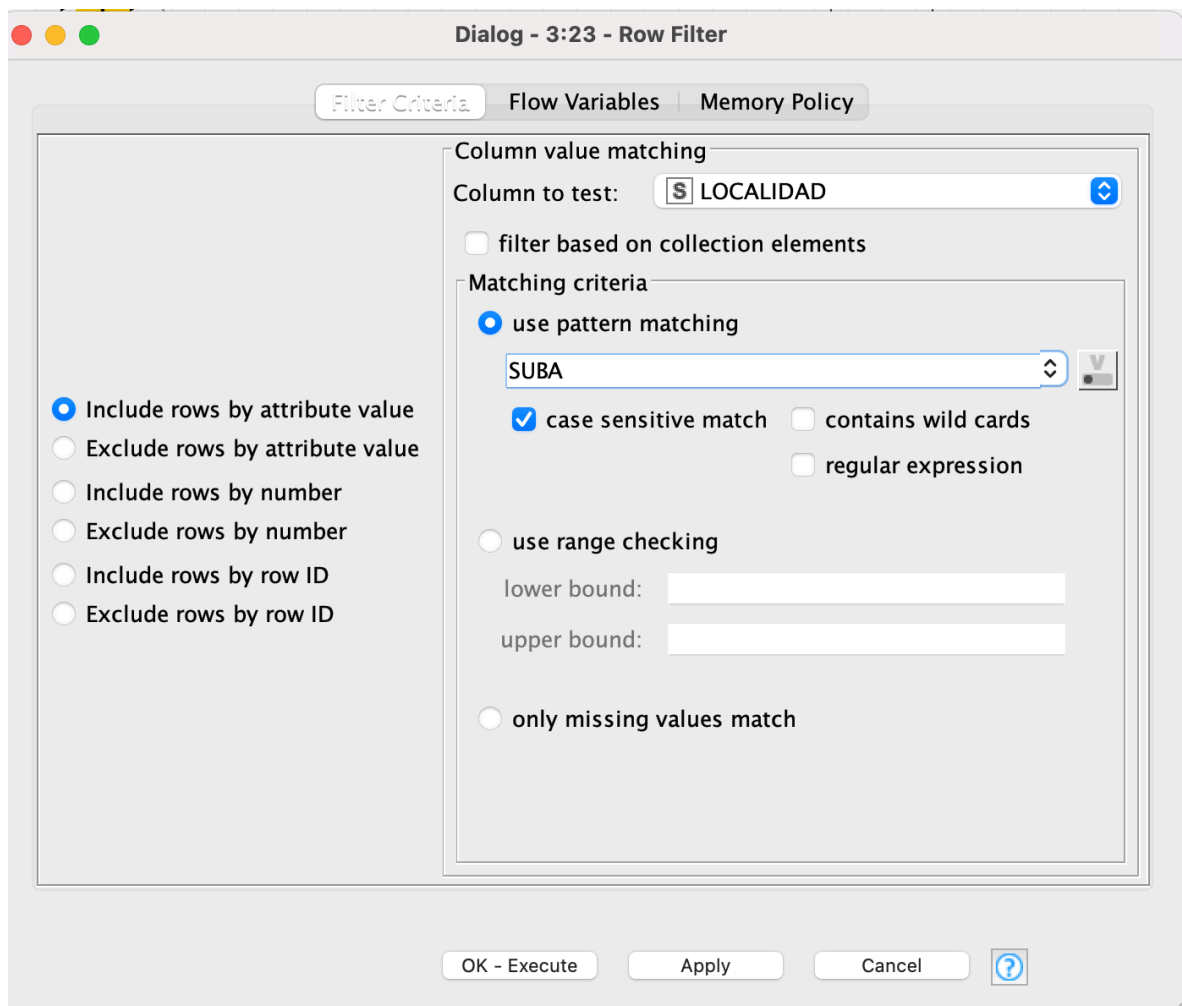 Dialog - 3:23 - Row Filter
Filter Criteria
Flow Variables
Memory Policy
Include rows by attribute value
Exclude rows by attribute value
Include rows by number
Exclude rows by number
Include rows by row ID
Exclude rows by row ID
Column value matching
Column to test:
S LOCALIDAD
filter based on collection elements
Matching criteria
use pattern matching
SUBA
V
case sensitive match
contains wild cards
regular expression
use range checking
lower bound:
upper bound:
only missing values match
OK - Execute
Apply
Cancel
?